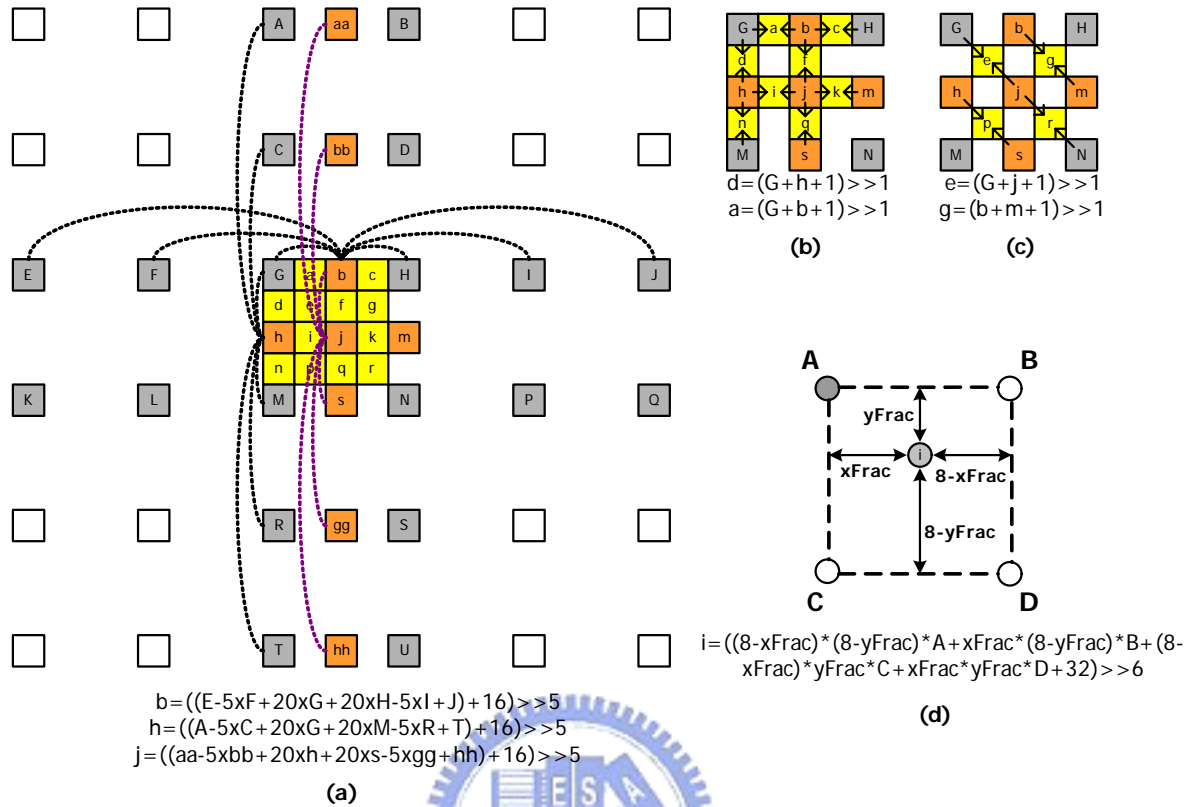 A aa B
C bb D
E F G a b c H I J
d e f g
h i j k m
n p q r
K L M s N P Q
R gg S
T hh U
b=((E-5xF+20xG+20xH-5xI+J)+16)>>5
h=((A-5xC+20xG+20xM-5xR+T)+16)>>5
j=((aa-5xbb+20xh+20xs-5xgg+hh)+16)>>5
(a)
G a b c H
d f
h i j k m
n q
M s N
d=(G+h+1)>>1
a=(G+b+1)>>1
(b)
G b H
e g
h j m
p r
M s N
e=(G+j+1)>>1
g=(b+m+1)>>1
(c)
A B
yFrac
i
xFrac 8-xFrac
8-yFrac
C D
i=((8-xFrac)*(8-yFrac)*A+xFrac*(8-yFrac)*B+(8-
xFrac)*yFrac*C+xFrac*yFrac*D+32)>>6
(d)
E S
A